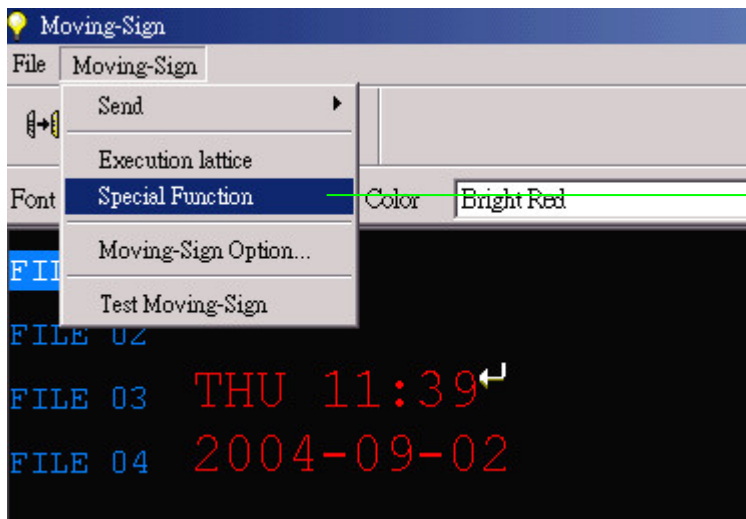 Moving-Sign
File Moving-Sign
Send
Execution lattice
Font Special Function Color Bright Red
Moving-Sign Option...
FII
Test Moving-Sign
FILE 02
FILE 03 THU 11:39
FILE 04 2004-09-02